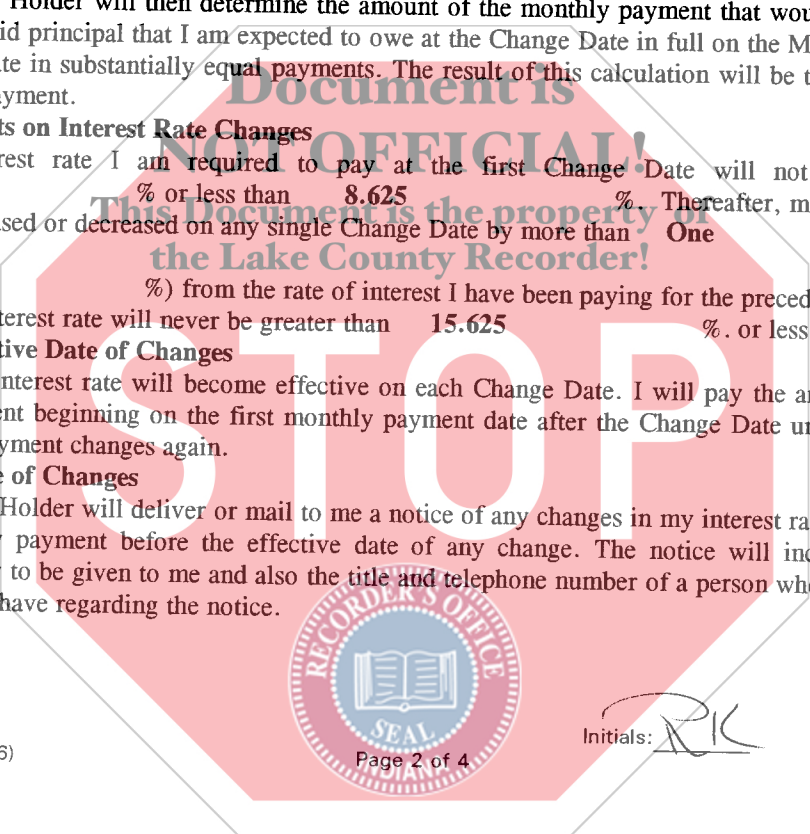 Holder will then determine the amount of the monthly payment that wou
id principal that I am expected to owe at the Change Date in full on the M
te in substantially equal payments. The result of this calculation will be t
yment.
Document is
ts on Interest Rate Changes
NOT OFFICIAL!
rest rate I am required to pay at the first Change Date will not
% or less than 8.625 %. Thereafter, m
This Document is the property of
sed or decreased on any single Change Date by more than One
the Lake County Recorder!
%) from the rate of interest I have been paying for the preced
terest rate will never be greater than 15.625 %. or less
tive Date of Changes
nterest rate will become effective on each Change Date. I will pay the a
nt beginning on the first monthly payment date after the Change Date u
yment changes again.
STOP
e of Changes
Holder will deliver or mail to me a notice of any changes in my interest ra
payment before the effective date of any change. The notice will inc
to be given to me and also the title and telephone number of a person wh
have regarding the notice.
RECORDER'S OFFICE
SEAL
INDIANA
Initials: RK
6)
Page 2 of 4